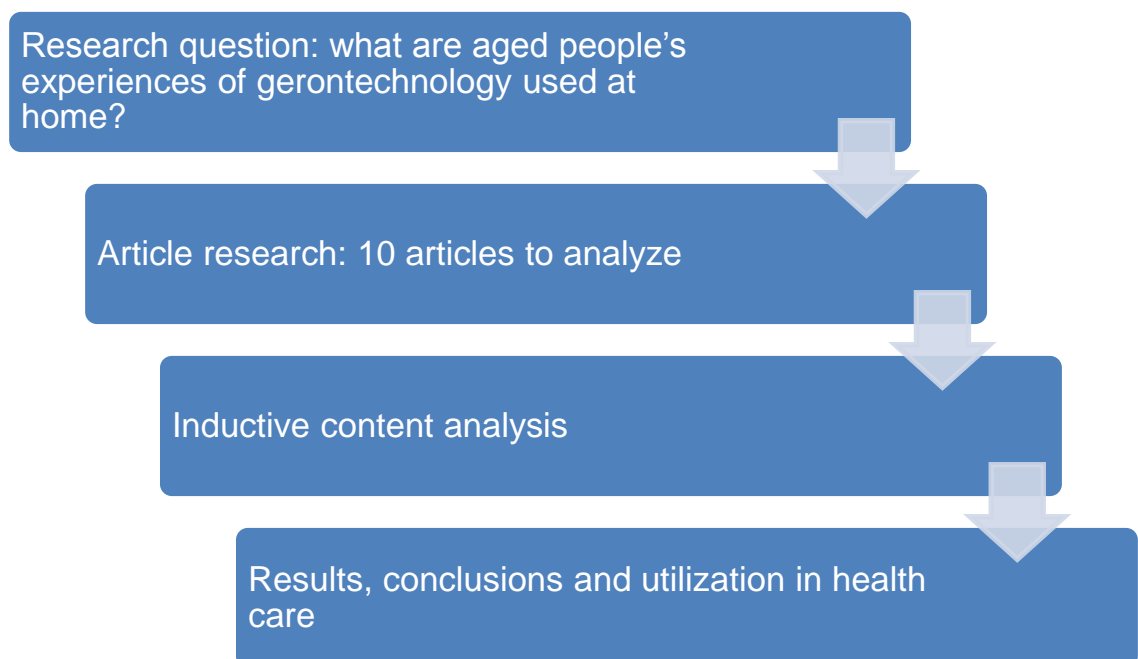 Research question: what are aged people’s
experiences of gerontechnology used at
home?
Article research: 10 articles to analyze
Inductive content analysis
Results, conclusions and utilization in health
care